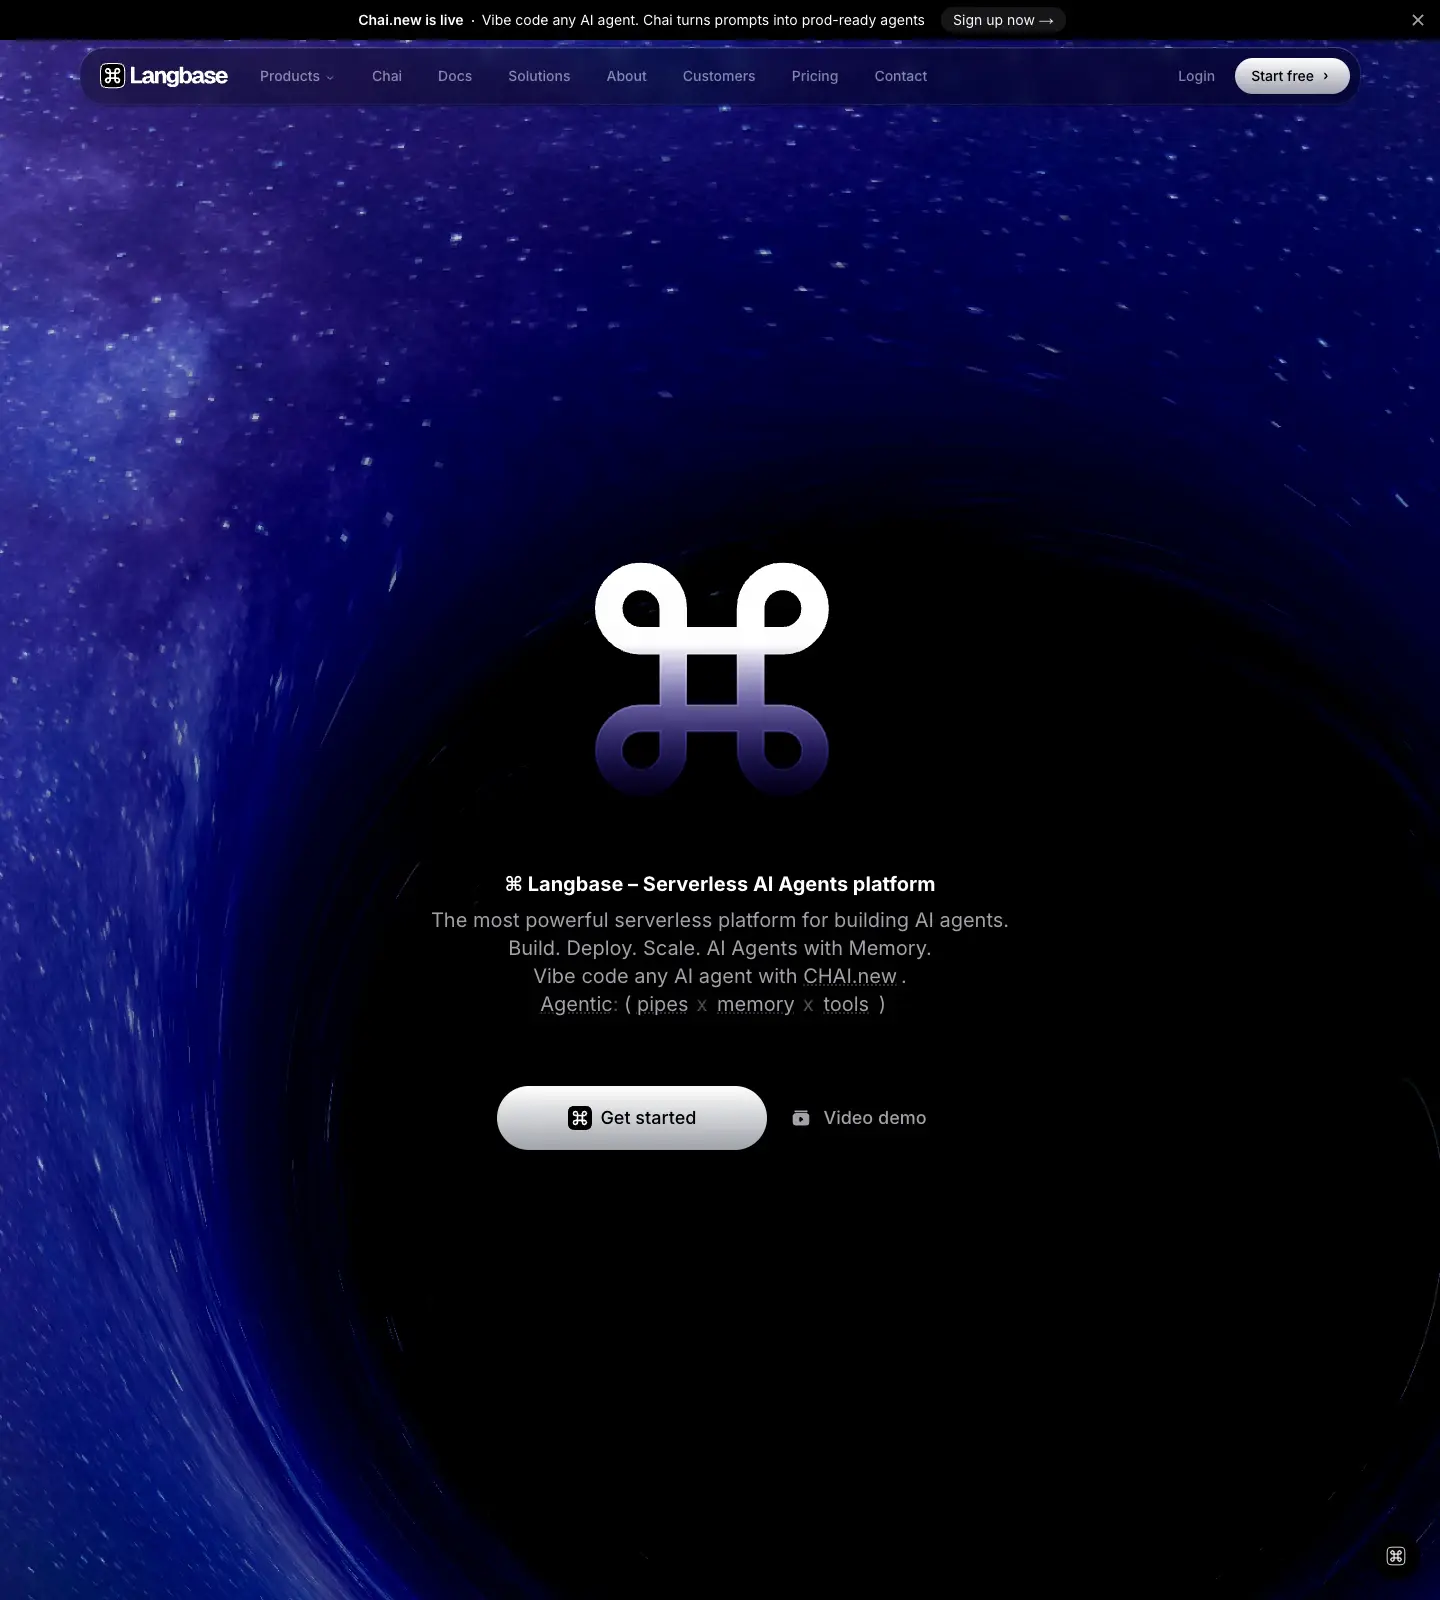 Chai.new is live · Vibe code any AI agent. Chai turns prompts into prod-ready agents Sign up now →
⌘ Langbase Products Chai Docs Solutions About Customers Pricing Contact Login Start free ›
⌘ Langbase – Serverless AI Agents platform
The most powerful serverless platform for building AI agents.
Build. Deploy. Scale. AI Agents with Memory.
Vibe code any AI agent with CHAI.new .
Agentic: ( pipes x memory x tools )
⌘ Get started Video demo